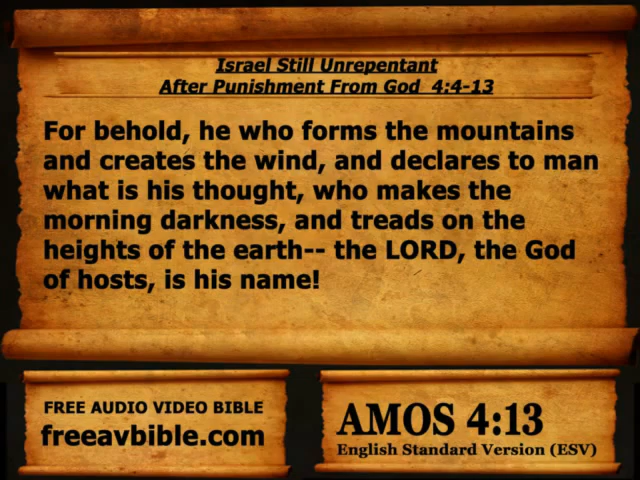 Israel Still Unrepentant
After Punishment From God 4:4-13
For behold, he who forms the mountains
and creates the wind, and declares to man
what is his thought, who makes the
morning darkness, and treads on the
heights of the earth-- the LORD, the God
of hosts, is his name!
FREE AUDIO VIDEO BIBLE
freeavbible.com
AMOS 4:13
English Standard Version (ESV)